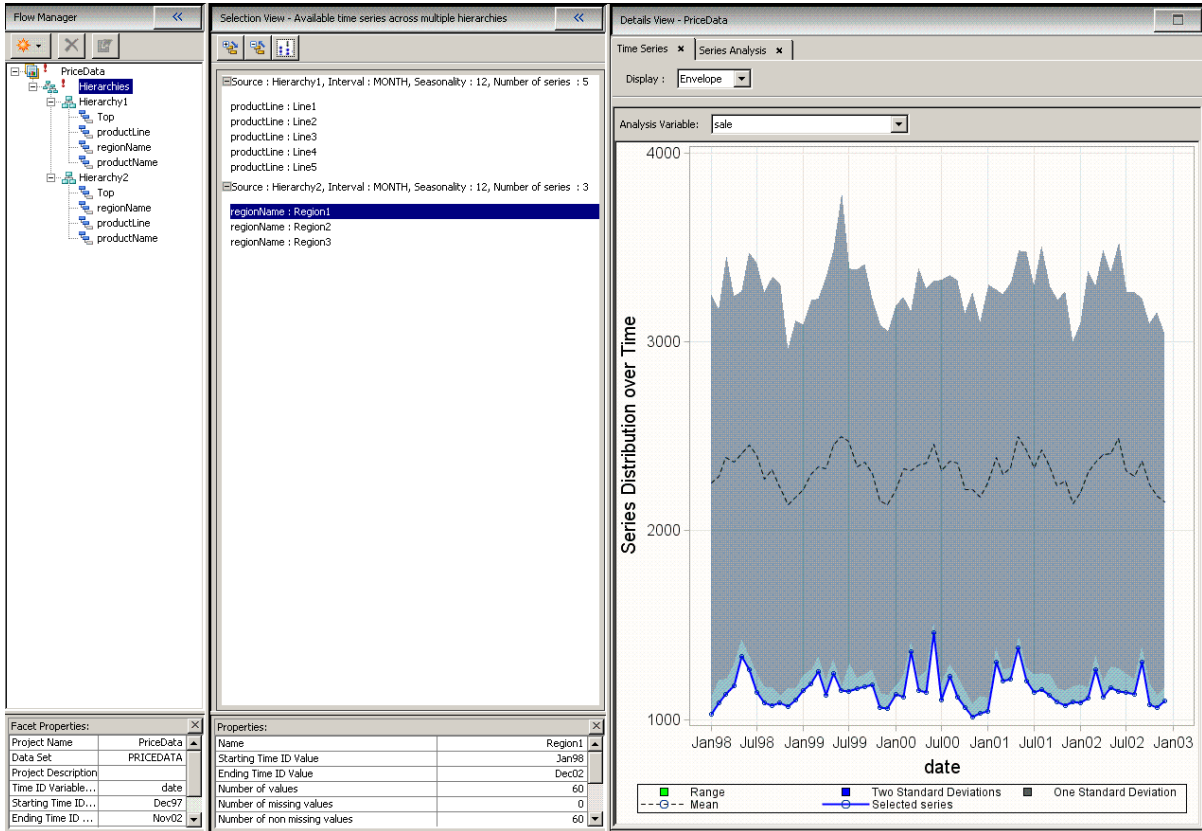 Flow Manager
PriceData
Hierarchies
Hierarchy1
Top
productLine
regionName
productName
Hierarchy2
Top
regionName
productLine
productName
Facet Properties:
Project Name PriceData
Data Set PRICEDATA
Project Description
Time ID Variable... date
Starting Time ID... Dec97
Ending Time ID ... Nov02
Selection View - Available time series across multiple hierarchies
Source : Hierarchy1, Interval : MONTH, Seasonality : 12, Number of series : 5
productLine : Line1
productLine : Line2
productLine : Line3
productLine : Line4
productLine : Line5
Source : Hierarchy2, Interval : MONTH, Seasonality : 12, Number of series : 3
regionName : Region1
regionName : Region2
regionName : Region3
Properties:
Name Region1
Starting Time ID Value Jan98
Ending Time ID Value Dec02
Number of values 60
Number of missing values 0
Number of non missing values 60
Details View - PriceData
Time Series Series Analysis
Display : Envelope
Analysis Variable: sale
Series Distribution over Time
4000
3000
2000
1000
Jan98 Jul98 Jan99 Jul99 Jan00 Jul00 Jan01 Jul01 Jan02 Jul02 Jan03
date
Range Two Standard Deviations One Standard Deviation
Mean Selected series